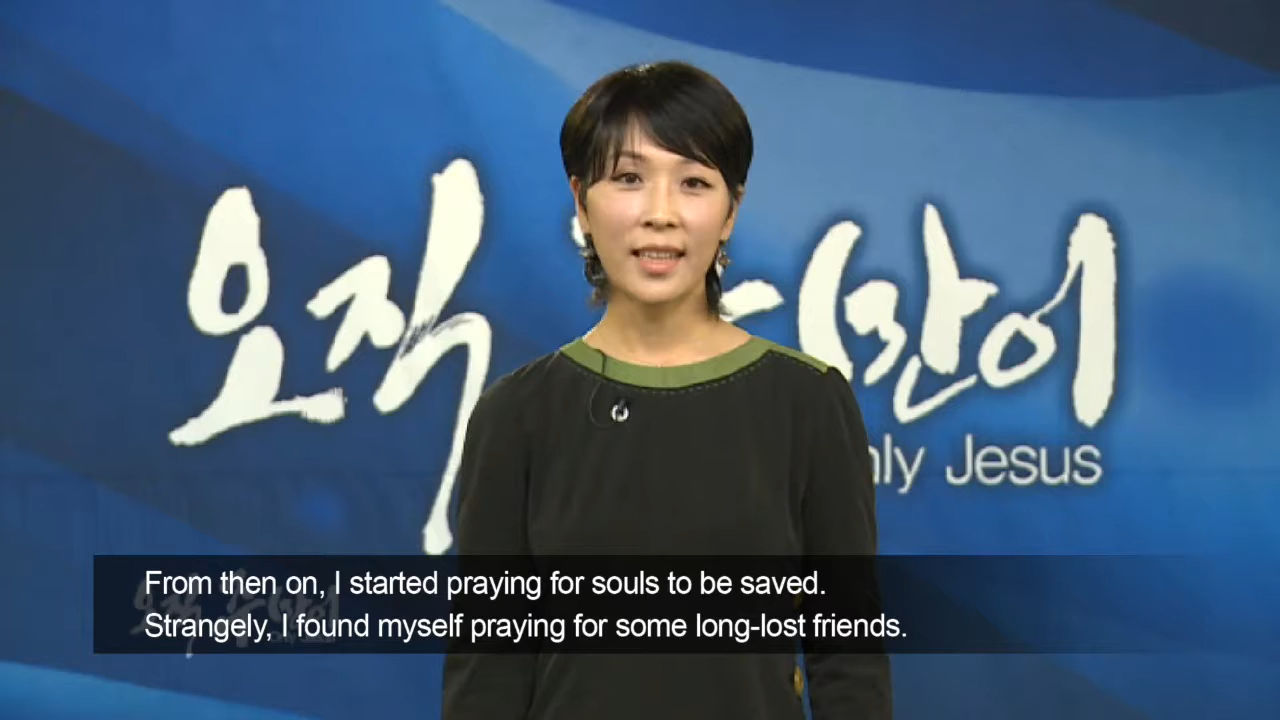 오직
만이
nly Jesus
From then on, I started praying for souls to be saved.
Strangely, I found myself praying for some long-lost friends.